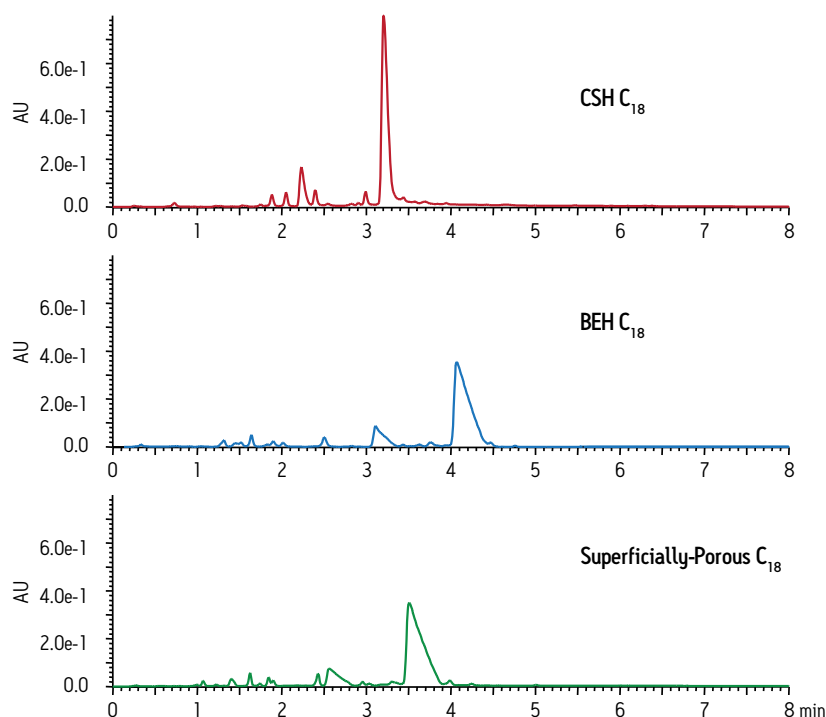 6.0e-1
CSH C18
AU
4.0e-1
2.0e-1
0.0
0 1 2 3 4 5 6 7 8
6.0e-1
BEH C18
AU
4.0e-1
2.0e-1
0.0
0 1 2 3 4 5 6 7 8
6.0e-1
Superficially-Porous C18
AU
4.0e-1
2.0e-1
0.0
0 1 2 3 4 5 6 7 8 min